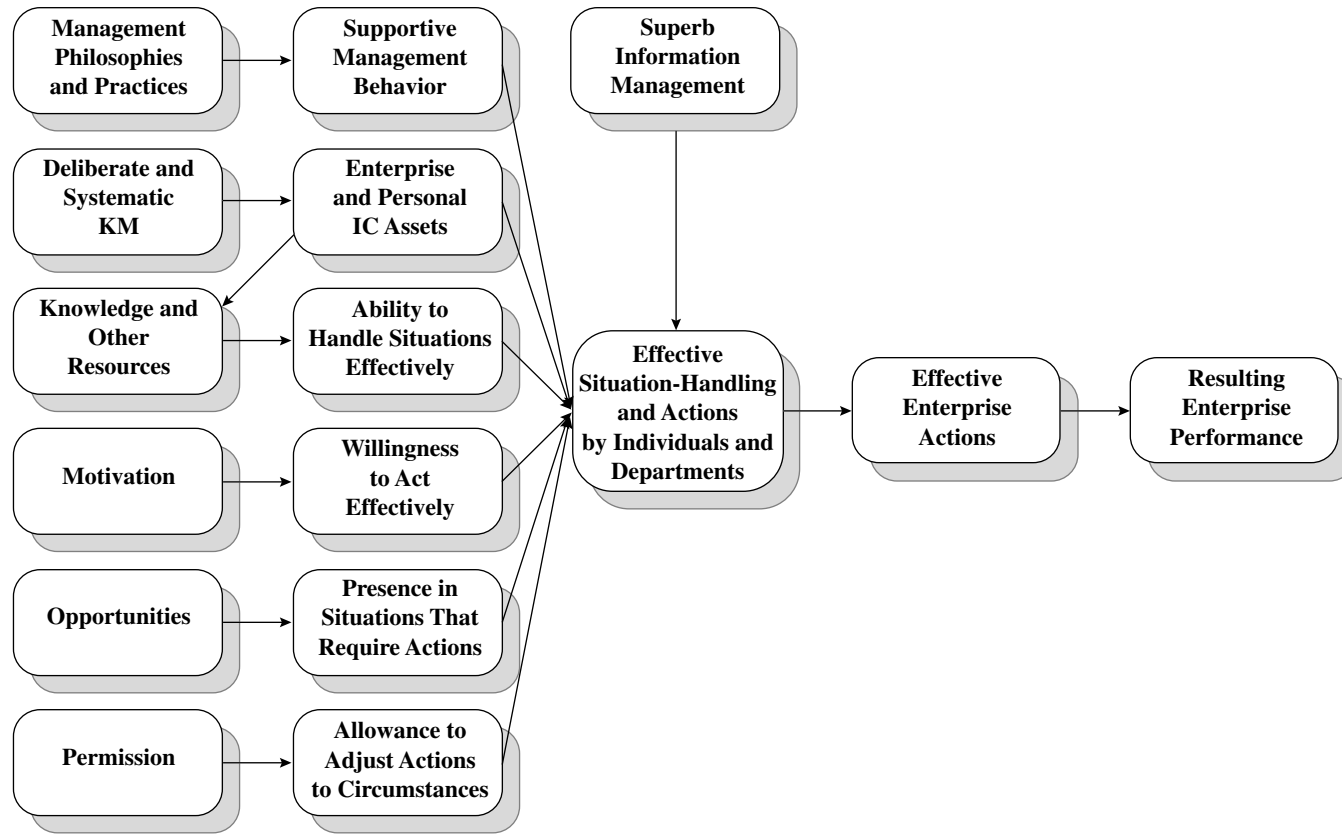 Management
Philosophies
and Practices
Supportive
Management
Behavior
Superb
Information
Management
Deliberate and
Systematic
KM
Enterprise
and Personal
IC Assets
Knowledge and
Other
Resources
Ability to
Handle Situations
Effectively
Effective
Situation-Handling
and Actions
by Individuals and
Departments
Effective
Enterprise
Actions
Resulting
Enterprise
Performance
Motivation
Willingness
to Act
Effectively
Opportunities
Presence in
Situations That
Require Actions
Permission
Allowance to
Adjust Actions
to Circumstances